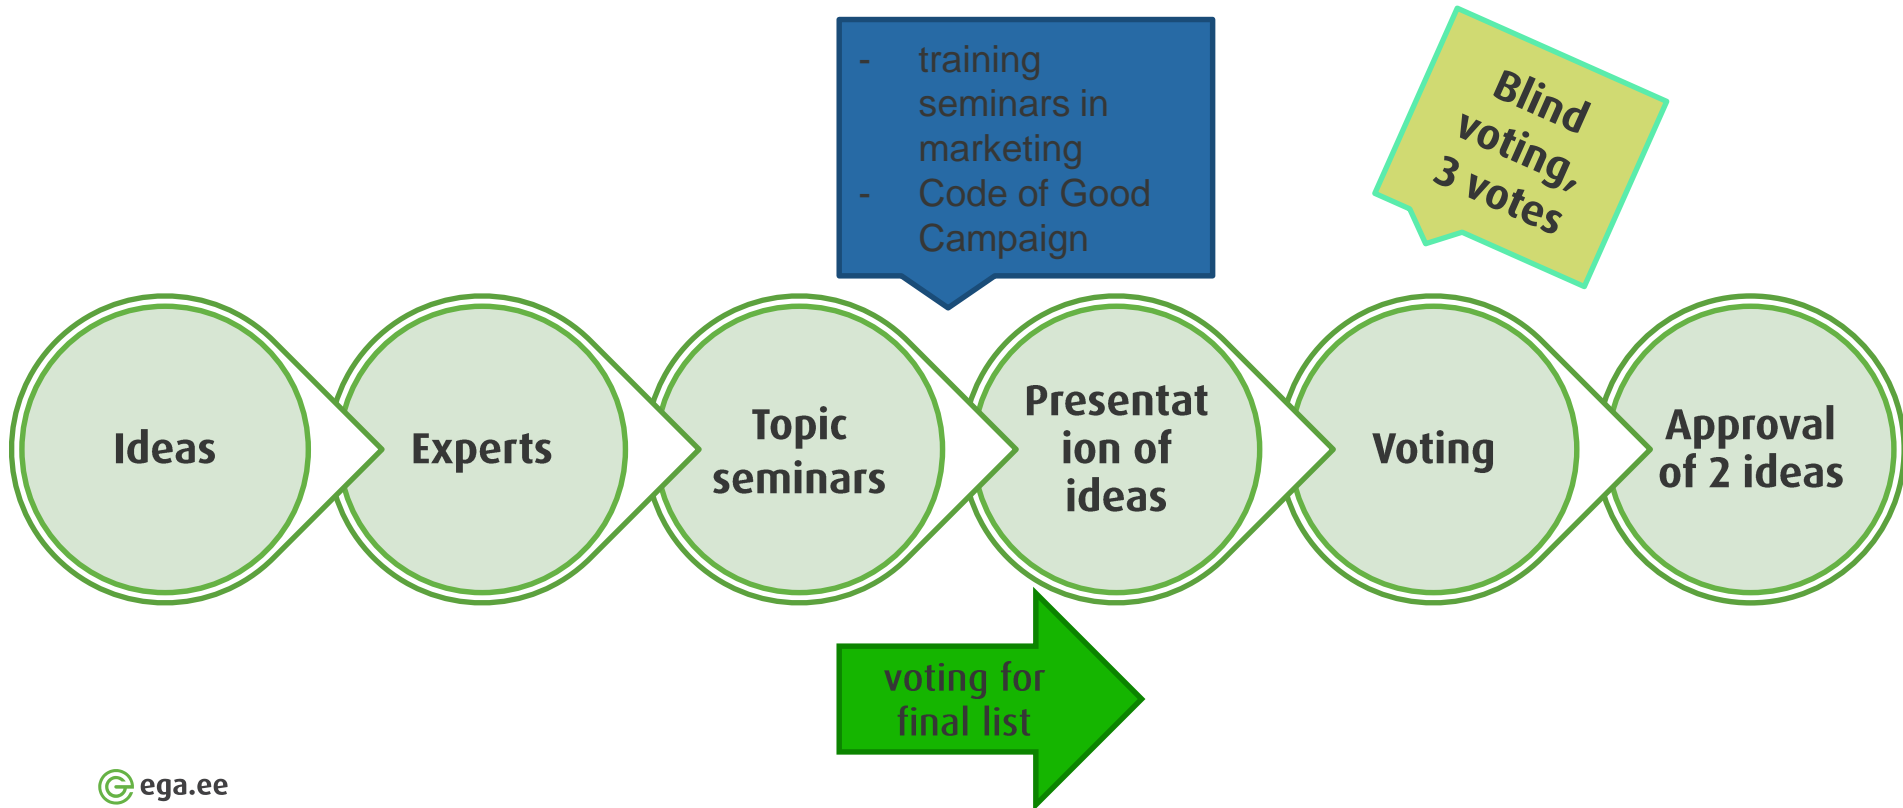 - training
seminars in
marketing
- Code of Good
Campaign
Blind
voting,
3 votes
Ideas
Experts
Topic
seminars
Presentat
ion of
ideas
Voting
Approval
of 2 ideas
voting for
final list
ega.ee